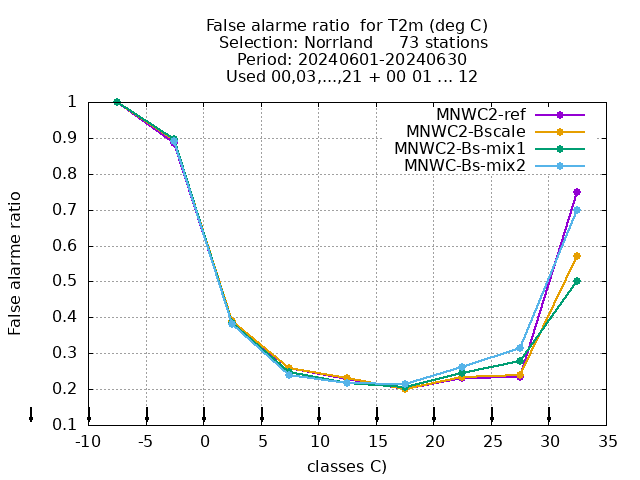 False alarme ratio  for T2m (deg C)
Selection: Norrland     73 stations
Period: 20240601-20240630
Used 00,03,...,21 + 00 01 ... 12
MNWC2-ref
MNWC2-Bscale
MNWC2-Bs-mix1
MNWC-Bs-mix2
False alarme ratio
1
0.9
0.8
0.7
0.6
0.5
0.4
0.3
0.2
0.1
-10 -5 0 5 10 15 20 25 30 35
classes C)